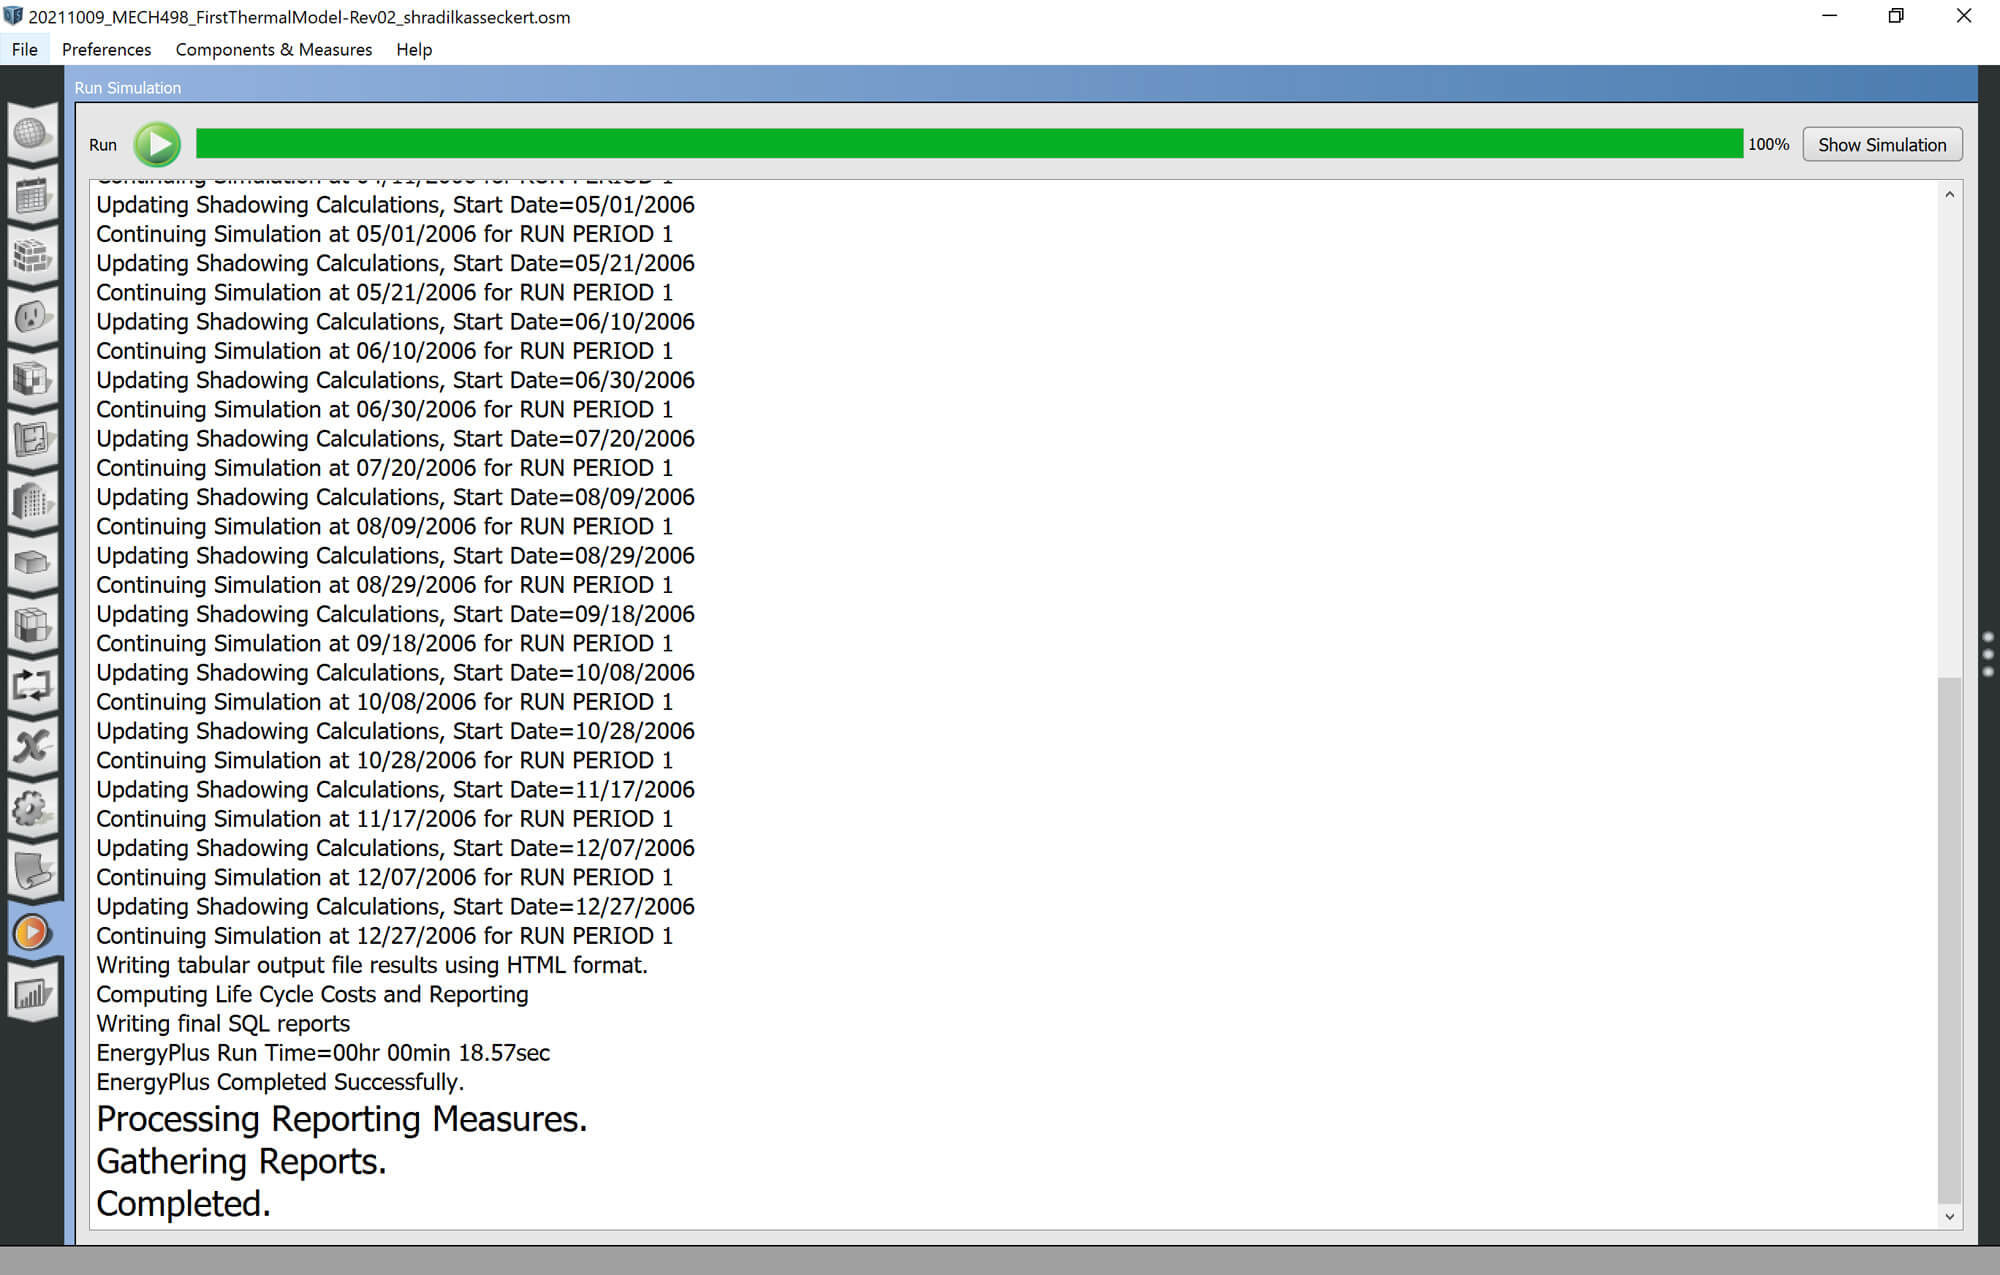 20211009_MECH498_FirstThermalModel-Rev02_shradilkasseckert.osm
File Preferences Components & Measures Help
Run Simulation
Run 100% Show Simulation
Continuing Simulation at 04/11/2006 for RUN PERIOD 1
Updating Shadowing Calculations, Start Date=05/01/2006
Continuing Simulation at 05/01/2006 for RUN PERIOD 1
Updating Shadowing Calculations, Start Date=05/21/2006
Continuing Simulation at 05/21/2006 for RUN PERIOD 1
Updating Shadowing Calculations, Start Date=06/10/2006
Continuing Simulation at 06/10/2006 for RUN PERIOD 1
Updating Shadowing Calculations, Start Date=06/30/2006
Continuing Simulation at 06/30/2006 for RUN PERIOD 1
Updating Shadowing Calculations, Start Date=07/20/2006
Continuing Simulation at 07/20/2006 for RUN PERIOD 1
Updating Shadowing Calculations, Start Date=08/09/2006
Continuing Simulation at 08/09/2006 for RUN PERIOD 1
Updating Shadowing Calculations, Start Date=08/29/2006
Continuing Simulation at 08/29/2006 for RUN PERIOD 1
Updating Shadowing Calculations, Start Date=09/18/2006
Continuing Simulation at 09/18/2006 for RUN PERIOD 1
Updating Shadowing Calculations, Start Date=10/08/2006
Continuing Simulation at 10/08/2006 for RUN PERIOD 1
Updating Shadowing Calculations, Start Date=10/28/2006
Continuing Simulation at 10/28/2006 for RUN PERIOD 1
Updating Shadowing Calculations, Start Date=11/17/2006
Continuing Simulation at 11/17/2006 for RUN PERIOD 1
Updating Shadowing Calculations, Start Date=12/07/2006
Continuing Simulation at 12/07/2006 for RUN PERIOD 1
Updating Shadowing Calculations, Start Date=12/27/2006
Continuing Simulation at 12/27/2006 for RUN PERIOD 1
Writing tabular output file results using HTML format.
Computing Life Cycle Costs and Reporting
Writing final SQL reports
EnergyPlus Run Time=00hr 00min 18.57sec
EnergyPlus Completed Successfully.
Processing Reporting Measures.
Gathering Reports.
Completed.